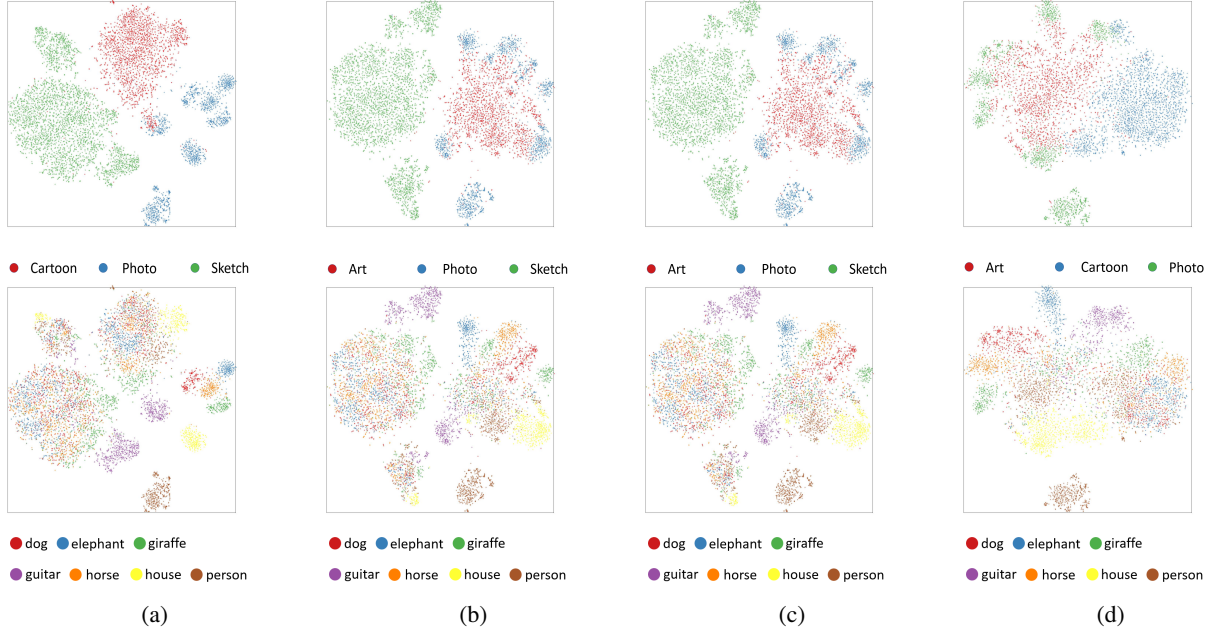 Cartoon Photo Sketch
Art Photo Sketch
Art Photo Sketch
Art Cartoon Photo
dog elephant giraffe
guitar horse house person
dog elephant giraffe
guitar horse house person
dog elephant giraffe
guitar horse house person
dog elephant giraffe
guitar horse house person
(a)
(b)
(c)
(d)